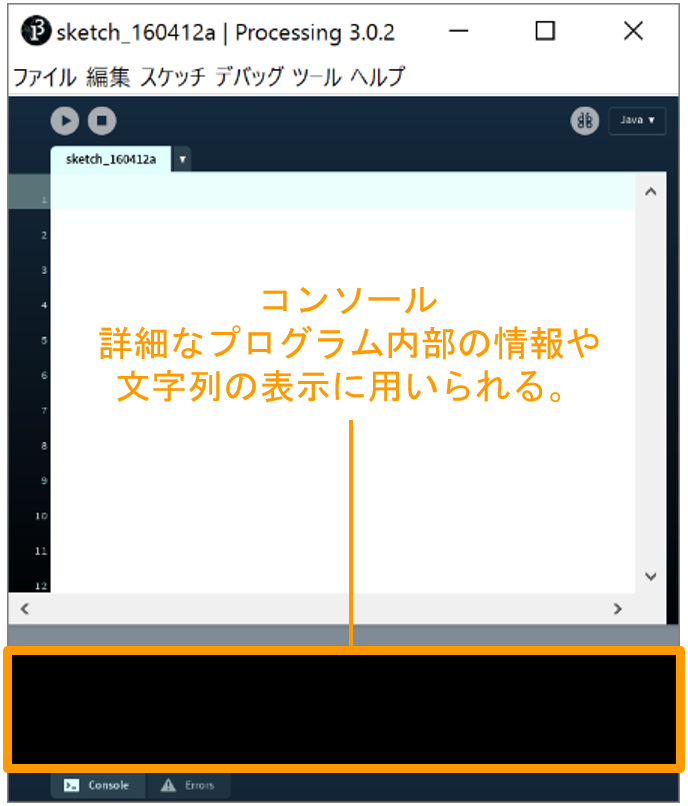 sketch_160412a | Processing 3.0.2
ファイル 編集 スケッチ デバッグ ツール ヘルプ
Java ▼
sketch_160412a ▼
1
2
3
4
5
6
7
8
9
10
11
12
コンソール
詳細なプログラム内部の情報や
文字列の表示に用いられる。
Console
Errors